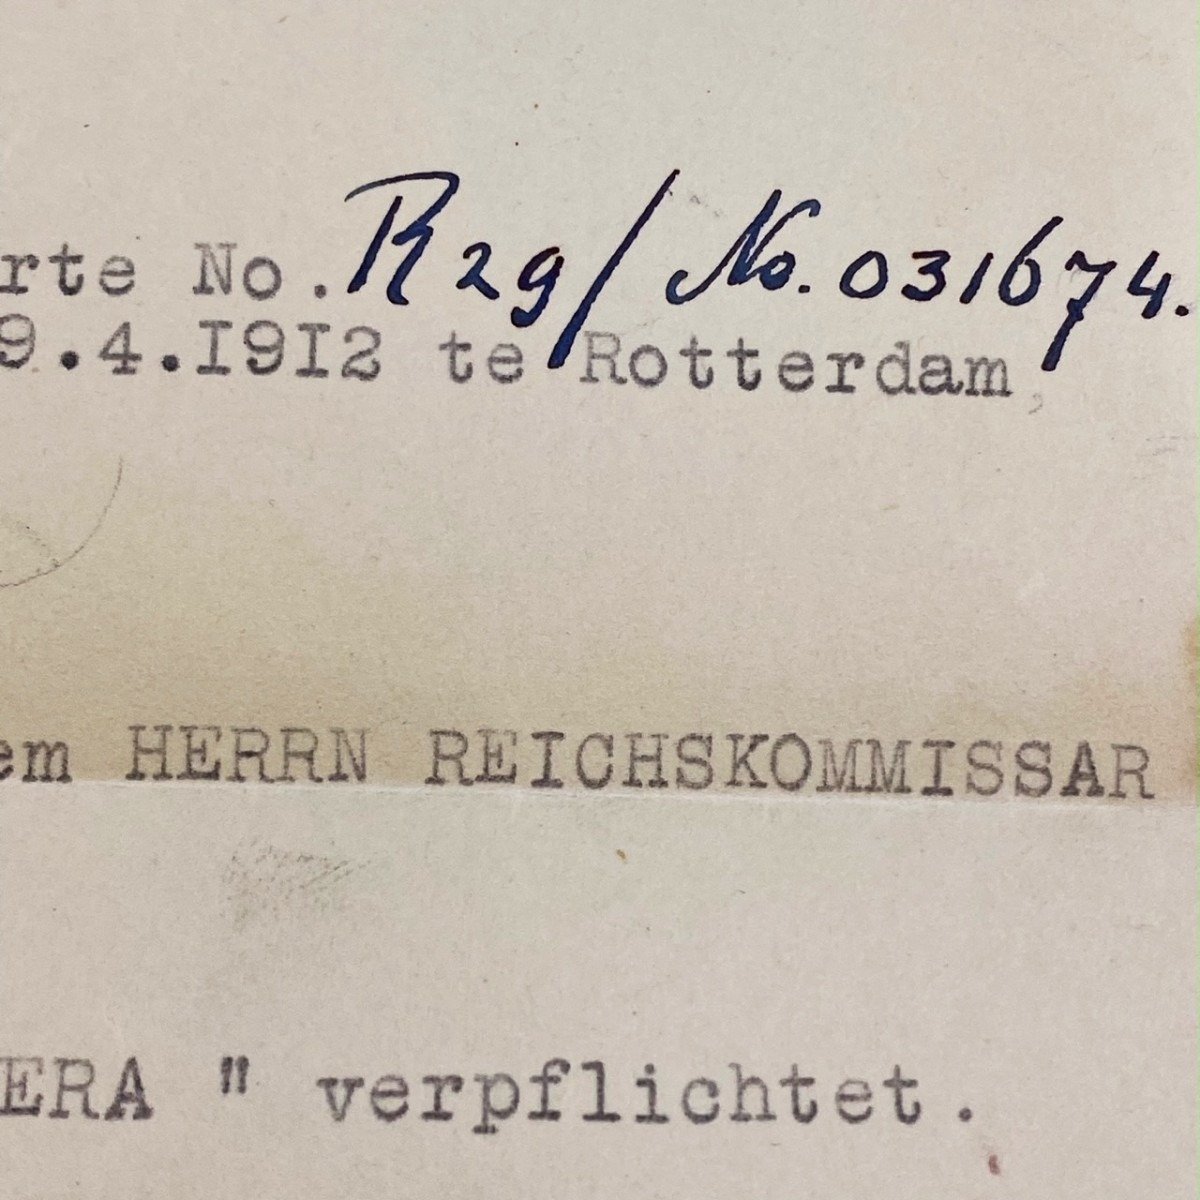 rte No. R29/ No. 031674.
9.4.1912 te Rotterdam,
em HERRN REICHSKOMMISSAR
ERA " verpflichtet.